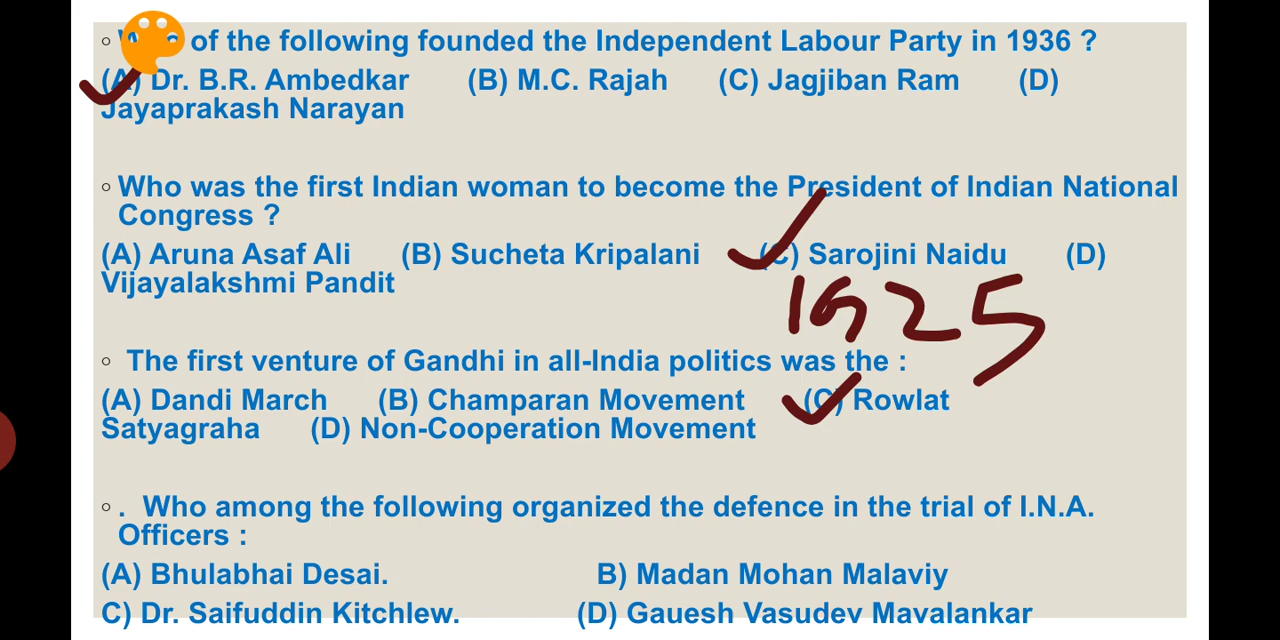 of the following founded the Independent Labour Party in 1936 ?
(A) Dr. B.R. Ambedkar (B) M.C. Rajah (C) Jagjiban Ram (D)
Jayaprakash Narayan
Who was the first Indian woman to become the President of Indian National
Congress ?
(A) Aruna Asaf Ali (B) Sucheta Kripalani (C) Sarojini Naidu (D)
Vijayalakshmi Pandit
1925
The first venture of Gandhi in all-India politics was the :
(A) Dandi March (B) Champaran Movement (C) Rowlat
Satyagraha (D) Non-Cooperation Movement
. Who among the following organized the defence in the trial of I.N.A.
Officers :
(A) Bhulabhai Desai. B) Madan Mohan Malaviy
C) Dr. Saifuddin Kitchlew. (D) Gauesh Vasudev Mavalankar